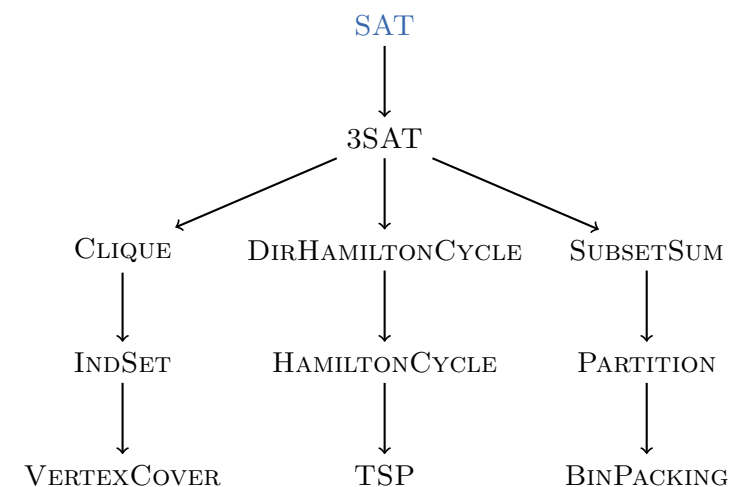 SAT
3SAT
CLIQUE DIRHAMILTONCYCLE SUBSETSUM
INDSET HAMILTONCYCLE PARTITION
VERTEXCOVER TSP BINPACKING